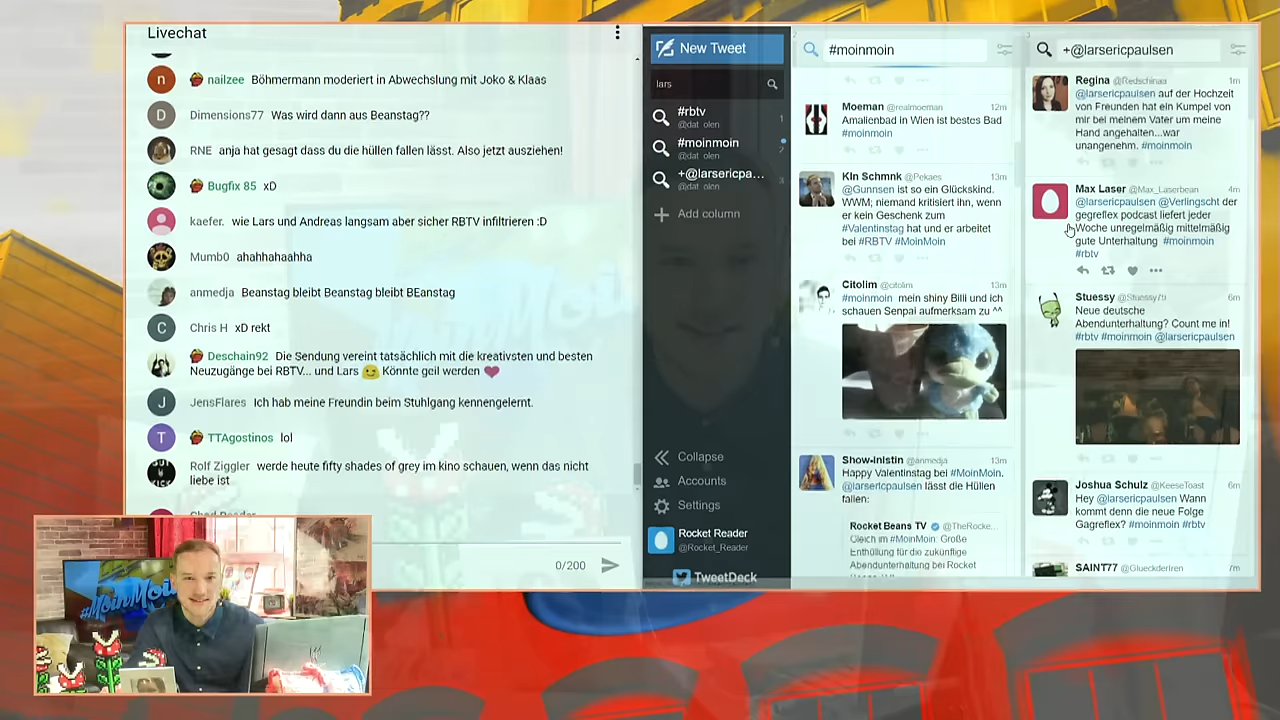 Livechat
nailzee Böhmermann moderiert in Abwechslung mit Joko & Klaas
Dimensions77 Was wird dann aus Beanstag??
RNE anja hat gesagt dass du die hüllen fallen lässt. Also jetzt ausziehen!
Bugfix 85 xD
kaefer. wie Lars und Andreas langsam aber sicher RBTV infiltrieren :D
Mumb0 ahahhahaahha
anmedja Beanstag bleibt Beanstag bleibt BEanstag
Chris H xD rekt
Deschain92 Die Sendung vereint tatsächlich mit die kreativsten und besten
Neuzugänge bei RBTV... und Lars 😉 Könnte geil werden ❤
JensFlares Ich hab meine Freundin beim Stuhlgang kennengelernt.
TTAgostinos lol
Rolf Ziggler werde heute fifty shades of grey im kino schauen, wenn das nicht
liebe ist
0/200
New Tweet
lars
#rbtv
@dat_olen
1
#moinmoin
@dat_olen
2
+@larsericpa...
@dat_olen
3
Add column
Collapse
Accounts
Settings
Rocket Reader
@Rocket_Reader
TweetDeck
2
#moinmoin
Moeman @realmoeman 12m
Amalienbad in Wien ist bestes Bad
#moinmoin
Kln Schmnk @Pekaes 13m
@Gunnsen ist so ein Glückskind.
WWM; niemand kritisiert ihn, wenn
er kein Geschenk zum
#Valentinstag hat und er arbeitet
bei #RBTV #MoinMoin
Citolim @citolim 13m
#moinmoin mein shiny Billi und ich
schauen Senpai aufmerksam zu ^^
Show-Inistin @anmedja 13m
Happy Valentinstag bei #MoinMoin.
@larsericpaulsen lässt die Hüllen
fallen:
Rocket Beans TV @TheRocke...
Gleich im #MoinMoin: Große
Enthüllung für die zukünftige
Abendunterhaltung bei Rocket
3
+@larsericpaulsen
Regina @Redschinaa 1m
@larsericpaulsen auf der Hochzeit
von Freunden hat ein Kumpel von
mir bei meinem Vater um meine
Hand angehalten...war
unangenehm. #moinmoin
Max Laser @Max_Laserbean 4m
@larsericpaulsen @Verlingscht der
gegreflex podcast liefert jeder
Woche unregelmäßig mittelmäßig
gute Unterhaltung #moinmoin
#rbtv
Stuessy @Stuessy79 6m
Neue deutsche
Abendunterhaltung? Count me in!
#rbtv #moinmoin @larsericpaulsen
Joshua Schulz @KeeseToast 6m
Hey @larsericpaulsen Wann
kommt denn die neue Folge
Gagreflex? #moinmoin #rbtv
SAINT77 @GlueckderIren 7m
#MoinMoin